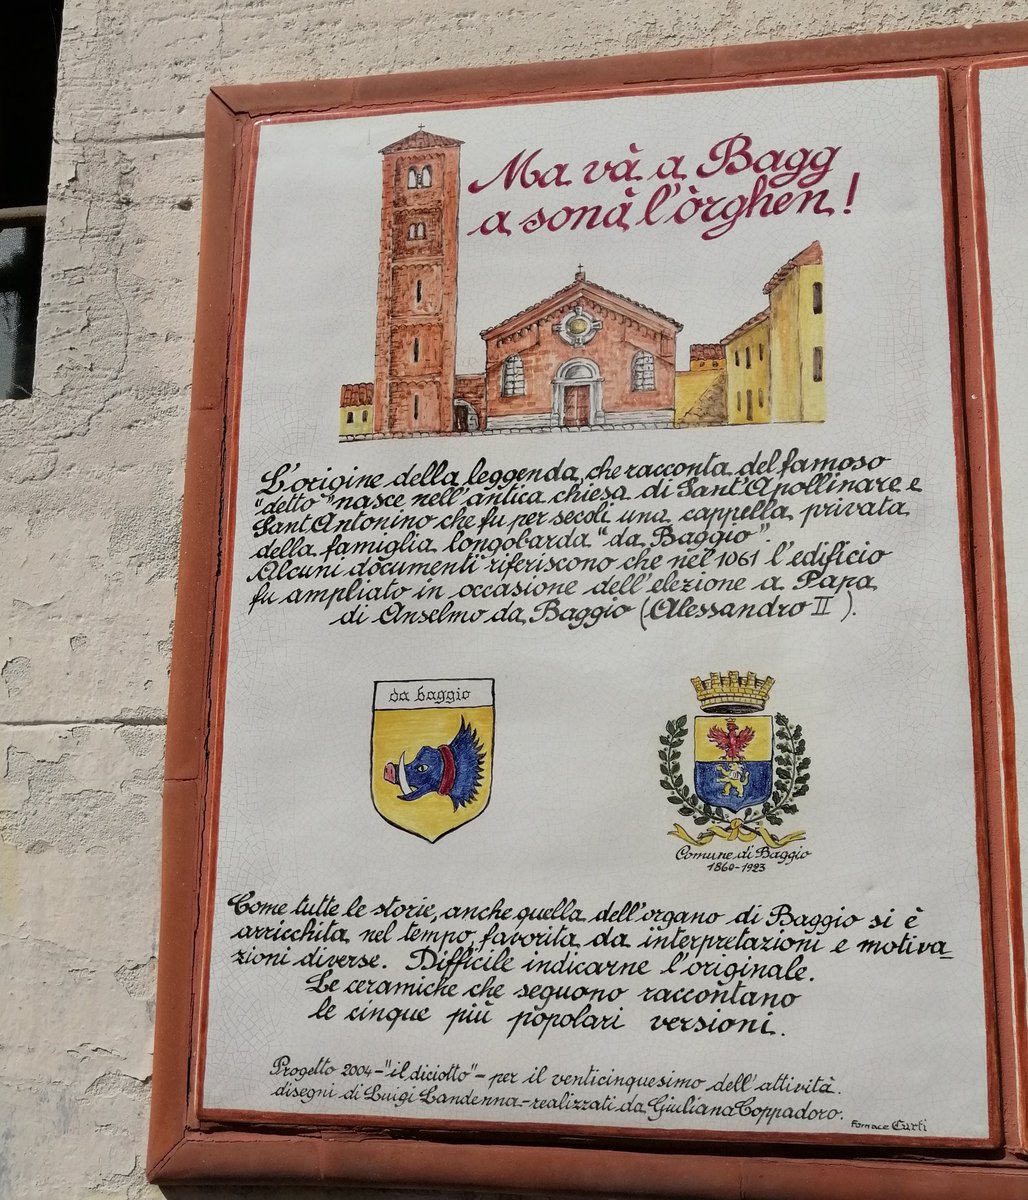 Ma và a Bagg
a sonà l'òrghen!
L'origine della leggenda, che racconta del famoso
"detto" nasce nell'antica chiesa di Sant'Apollinare e
Sant'Antonino che fu per secoli una cappella privata
della famiglia longobarda "da Baggio".
Alcuni documenti riferiscono che nel 1061 l'edificio
fu ampliato in occasione dell'elezione a Papa
di Anselmo da Baggio (Alessandro II).
da baggio
Comune di Baggio
1860-1923
Come tutte le storie, anche quella dell'organo di Baggio si è
arricchita nel tempo, favorita da interpretazioni e motiva-
zioni diverse. Difficile indicarne l'originale.
Le ceramiche che seguono raccontano
le cinque più popolari versioni.
Progetto 2004-"il diciotto"- per il venticinquesimo dell'attività.
disegni di Luigi Landenna-realizzati da Giuliana Coppadoro.
Fornace Curti